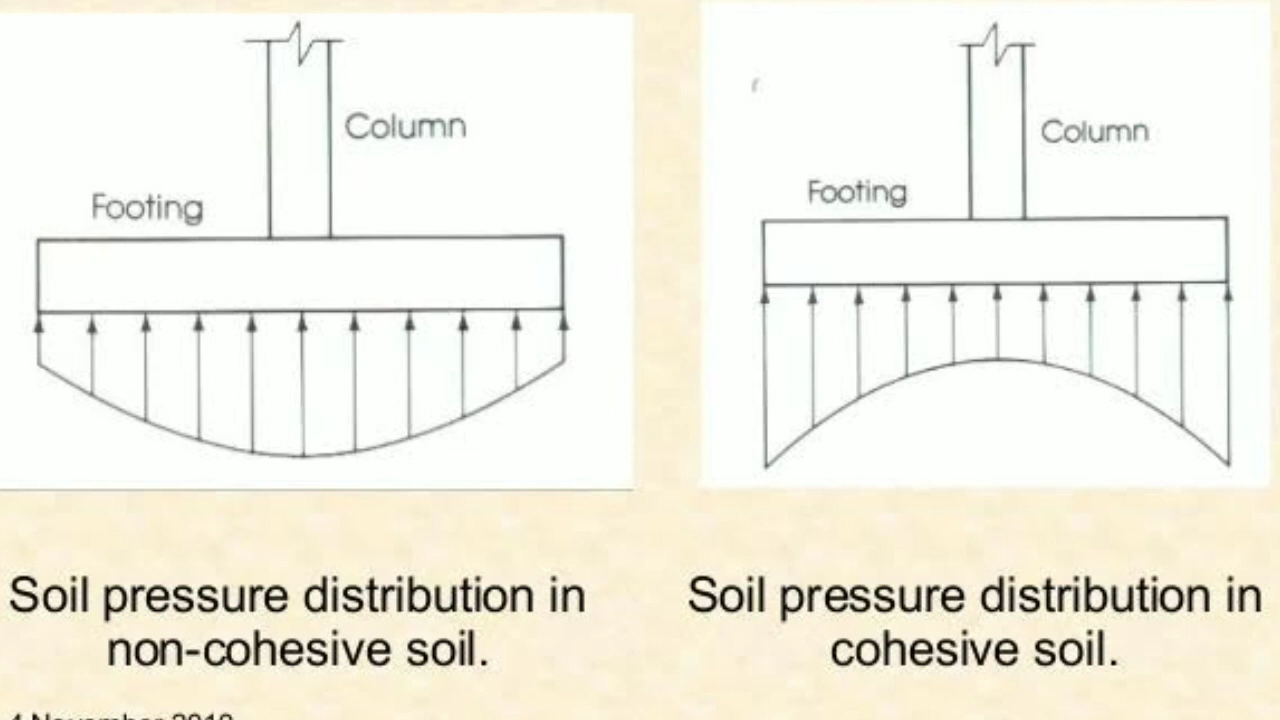 Column
Footing
Column
Footing
Soil pressure distribution in
non-cohesive soil.
Soil pressure distribution in
cohesive soil.